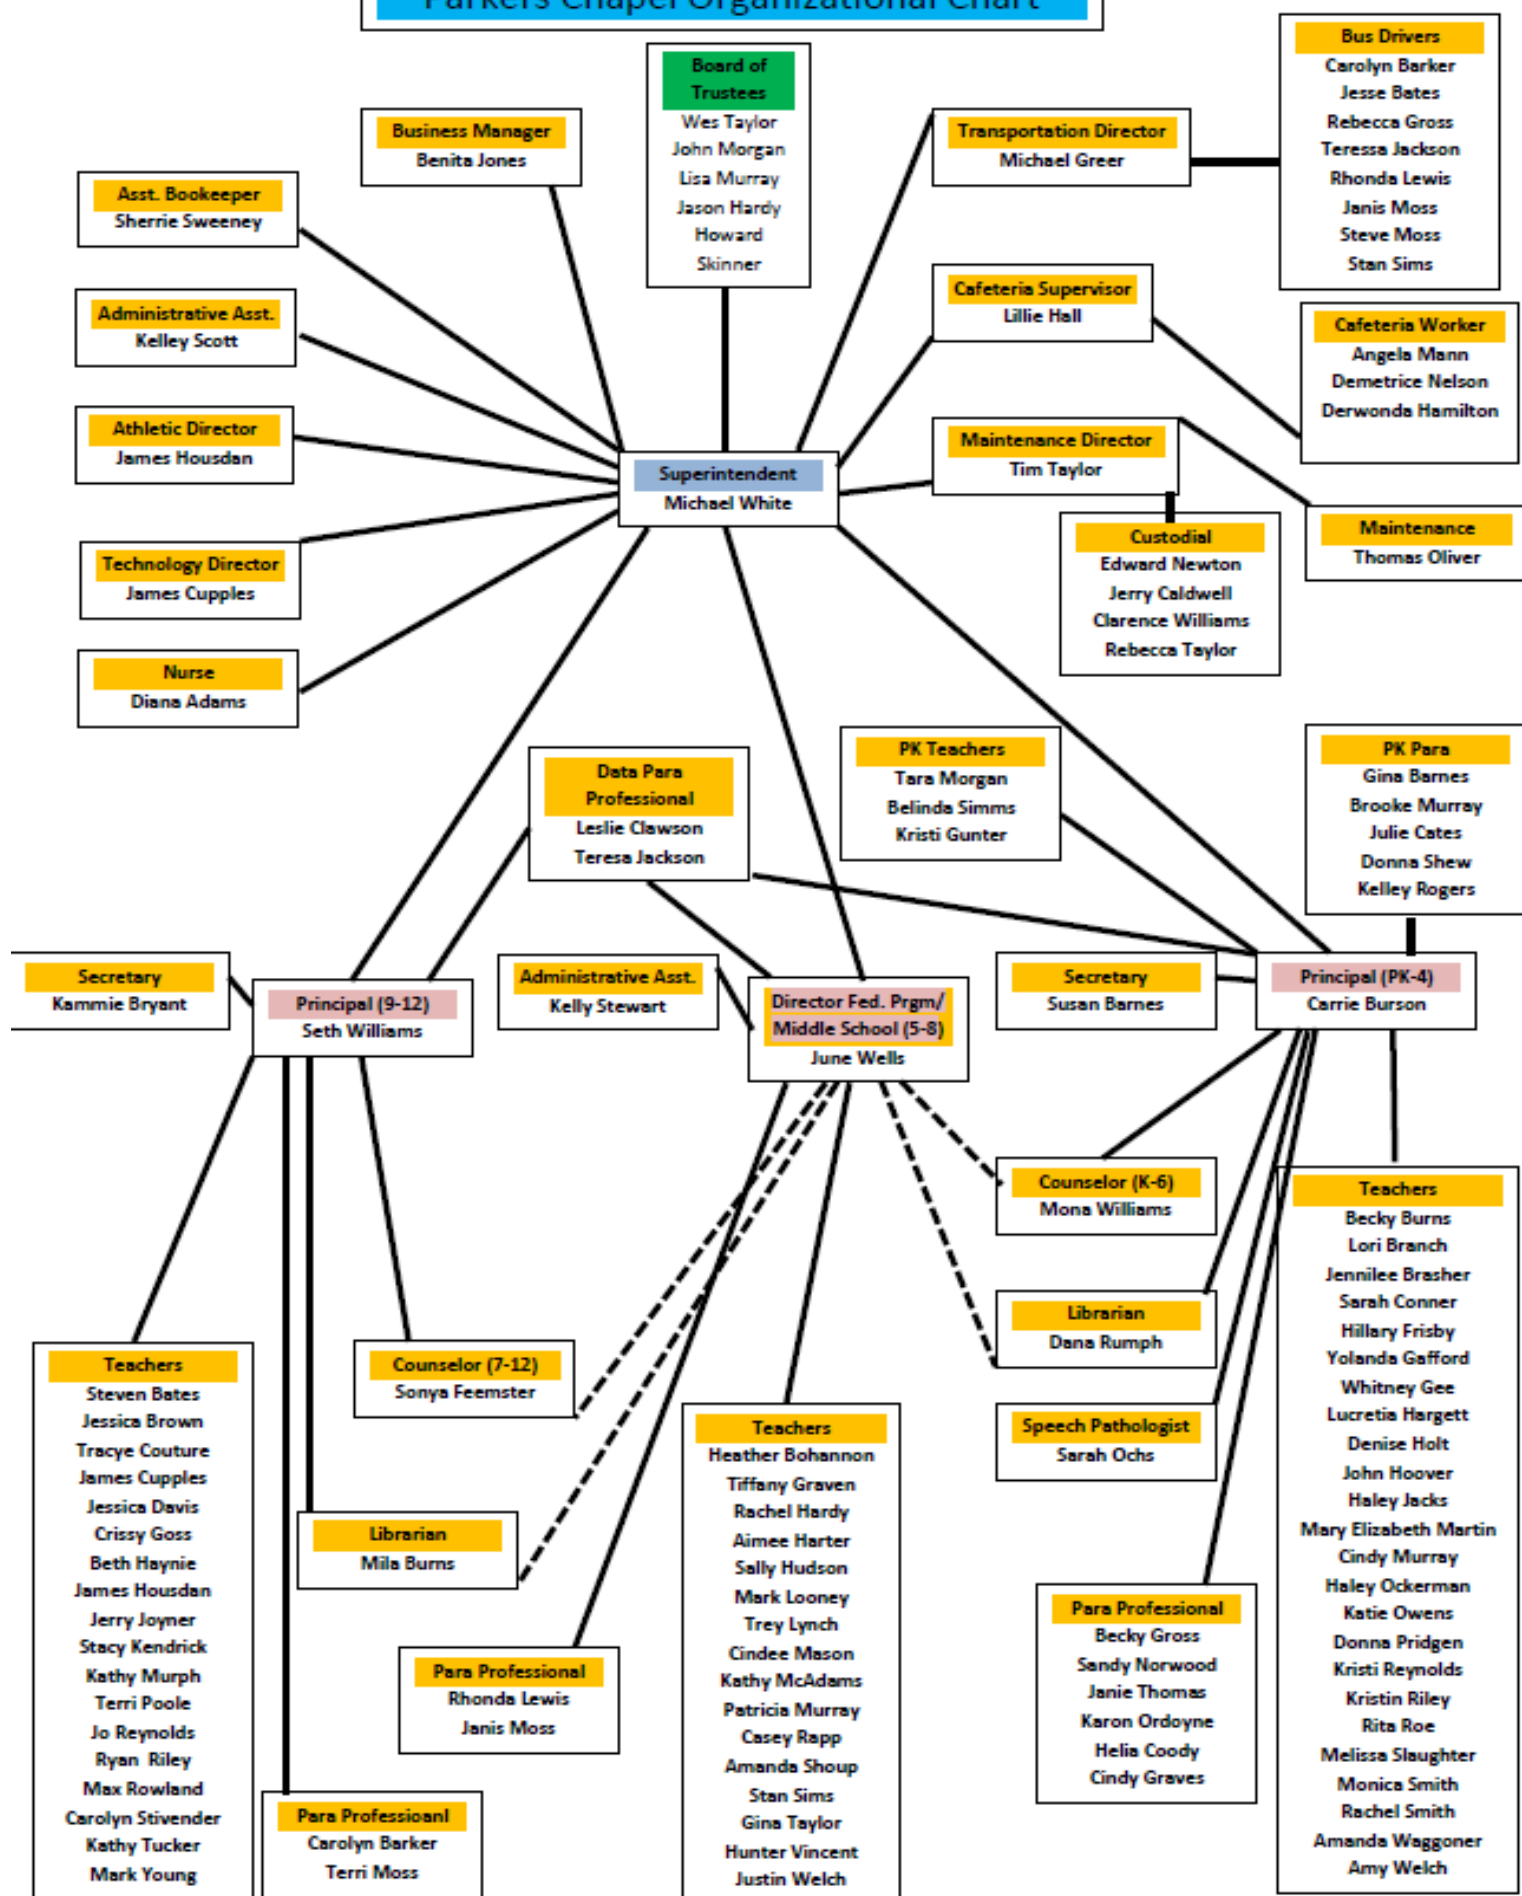 Parkers Chapel Organizational Chart
Board of
Trustees
Wes Taylor
John Morgan
Lisa Murray
Jason Hardy
Howard
Skinner
Business Manager
Benita Jones
Asst. Bookeeper
Sherrie Sweeney
Administrative Asst.
Kelley Scott
Athletic Director
James Housdan
Technology Director
James Cupples
Nurse
Diana Adams
Superintendent
Michael White
Transportation Director
Michael Greer
Bus Drivers
Carolyn Barker
Jesse Bates
Rebecca Gross
Teressa Jackson
Rhonda Lewis
Janis Moss
Steve Moss
Stan Sims
Cafeteria Supervisor
Lillie Hall
Cafeteria Worker
Angela Mann
Demetrice Nelson
Derwonda Hamilton
Maintenance Director
Tim Taylor
Custodial
Edward Newton
Jerry Caldwell
Clarence Williams
Rebecca Taylor
Maintenance
Thomas Oliver
Data Para
Professional
Leslie Clawson
Teresa Jackson
PK Teachers
Tara Morgan
Belinda Simms
Kristi Gunter
PK Para
Gina Barnes
Brooke Murray
Julie Cates
Donna Shew
Kelley Rogers
Secretary
Kammie Bryant
Principal (9-12)
Seth Williams
Administrative Asst.
Kelly Stewart
Director Fed. Prgm/
Middle School (5-8)
June Wells
Secretary
Susan Barnes
Principal (PK-4)
Carrie Burson
Counselor (K-6)
Mona Williams
Librarian
Dana Rumph
Speech Pathologist
Sarah Ochs
Teachers
Steven Bates
Jessica Brown
Tracye Couture
James Cupples
Jessica Davis
Crissy Goss
Beth Haynie
James Housdan
Jerry Joyner
Stacy Kendrick
Kathy Murph
Terri Poole
Jo Reynolds
Ryan Riley
Max Rowland
Carolyn Stivender
Kathy Tucker
Mark Young
Counselor (7-12)
Sonya Feemster
Librarian
Mila Burns
Para Professional
Rhonda Lewis
Janis Moss
Para Professioanl
Carolyn Barker
Terri Moss
Teachers
Heather Bohannon
Tiffany Graven
Rachel Hardy
Aimee Harter
Sally Hudson
Mark Looney
Trey Lynch
Cindee Mason
Kathy McAdams
Patricia Murray
Casey Rapp
Amanda Shoup
Stan Sims
Gina Taylor
Hunter Vincent
Justin Welch
Para Professional
Becky Gross
Sandy Norwood
Janie Thomas
Karon Ordoyne
Helia Coody
Cindy Graves
Teachers
Becky Burns
Lori Branch
Jennilee Brasher
Sarah Conner
Hillary Frisby
Yolanda Gafford
Whitney Gee
Lucretia Hargett
Denise Holt
John Hoover
Haley Jacks
Mary Elizabeth Martin
Cindy Murray
Haley Ockerman
Katie Owens
Donna Pridgen
Kristi Reynolds
Kristin Riley
Rita Roe
Melissa Slaughter
Monica Smith
Rachel Smith
Amanda Waggoner
Amy Welch